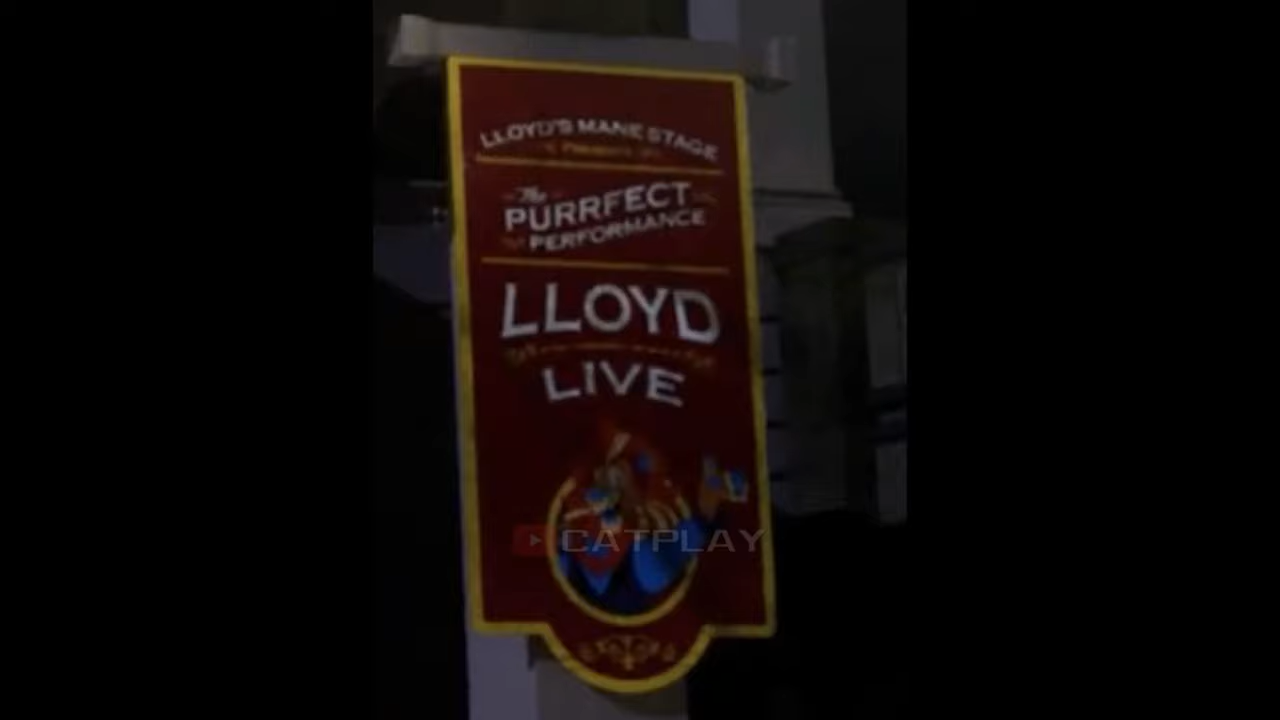 LLOYD'S MANE STAGE
PRESENTS
The
PURRFECT
PERFORMANCE
LLOYD
LIVE
CATPLAY